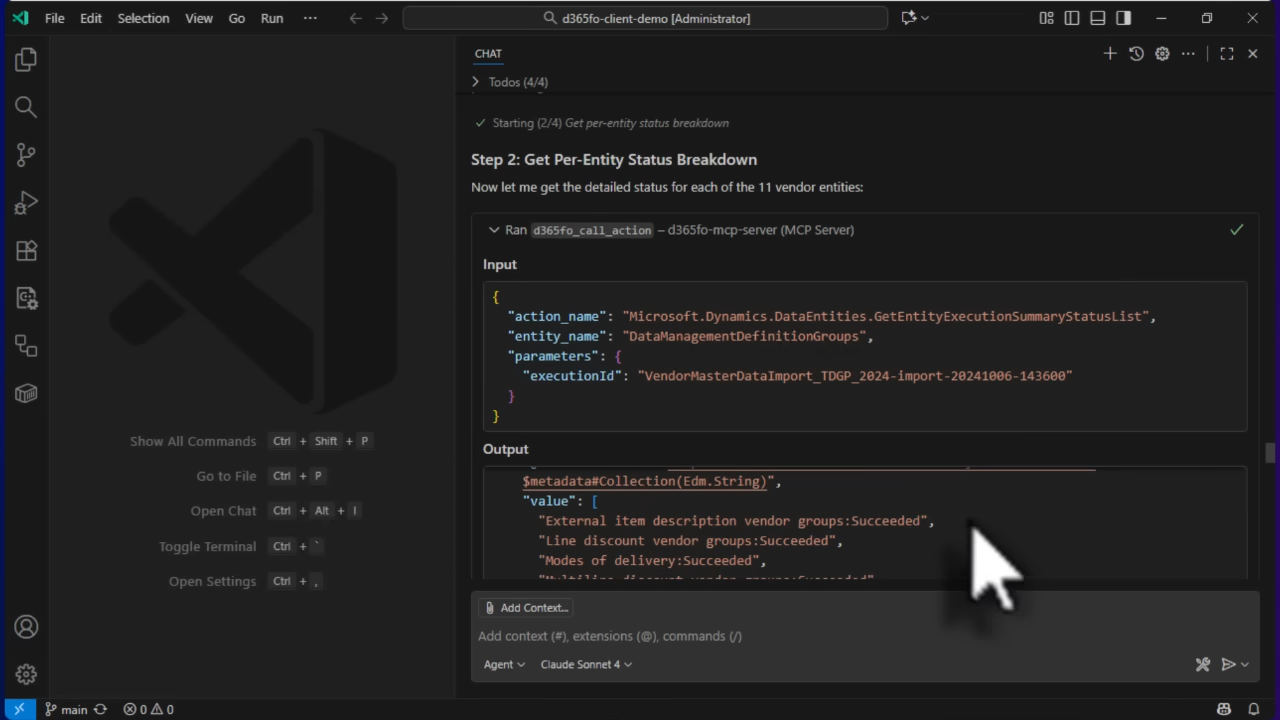 File Edit Selection View Go Run ··· d365fo-client-demo [Administrator]
CHAT
Todos (4/4)
Starting (2/4) Get per-entity status breakdown
Step 2: Get Per-Entity Status Breakdown
Now let me get the detailed status for each of the 11 vendor entities:
Ran d365fo_call_action – d365fo-mcp-server (MCP Server)
Input
{
"action_name": "Microsoft.Dynamics.DataEntities.GetEntityExecutionSummaryStatusList",
"entity_name": "DataManagementDefinitionGroups",
"parameters": {
"executionId": "VendorMasterDataImport_TDGP_2024-import-20241006-143600"
}
}
Output
$metadata#Collection(Edm.String)",
"value": [
"External item description vendor groups:Succeeded",
"Line discount vendor groups:Succeeded",
"Modes of delivery:Succeeded",
"Multiline discount vendor groups:Succeeded"
Show All Commands Ctrl + Shift + P
Go to File Ctrl + P
Open Chat Ctrl + Alt + I
Toggle Terminal Ctrl + `
Open Settings Ctrl + ,
Add Context...
Add context (#), extensions (@), commands (/)
Agent Claude Sonnet 4
main 0 0